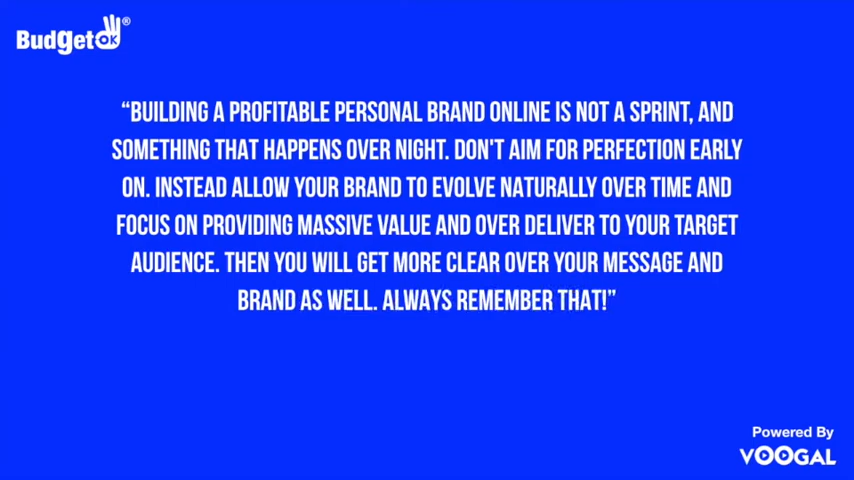 BudgetOK®
“BUILDING A PROFITABLE PERSONAL BRAND ONLINE IS NOT A SPRINT, AND
SOMETHING THAT HAPPENS OVER NIGHT. DON'T AIM FOR PERFECTION EARLY
ON. INSTEAD ALLOW YOUR BRAND TO EVOLVE NATURALLY OVER TIME AND
FOCUS ON PROVIDING MASSIVE VALUE AND OVER DELIVER TO YOUR TARGET
AUDIENCE. THEN YOU WILL GET MORE CLEAR OVER YOUR MESSAGE AND
BRAND AS WELL. ALWAYS REMEMBER THAT!”
Powered By
VOOGAL